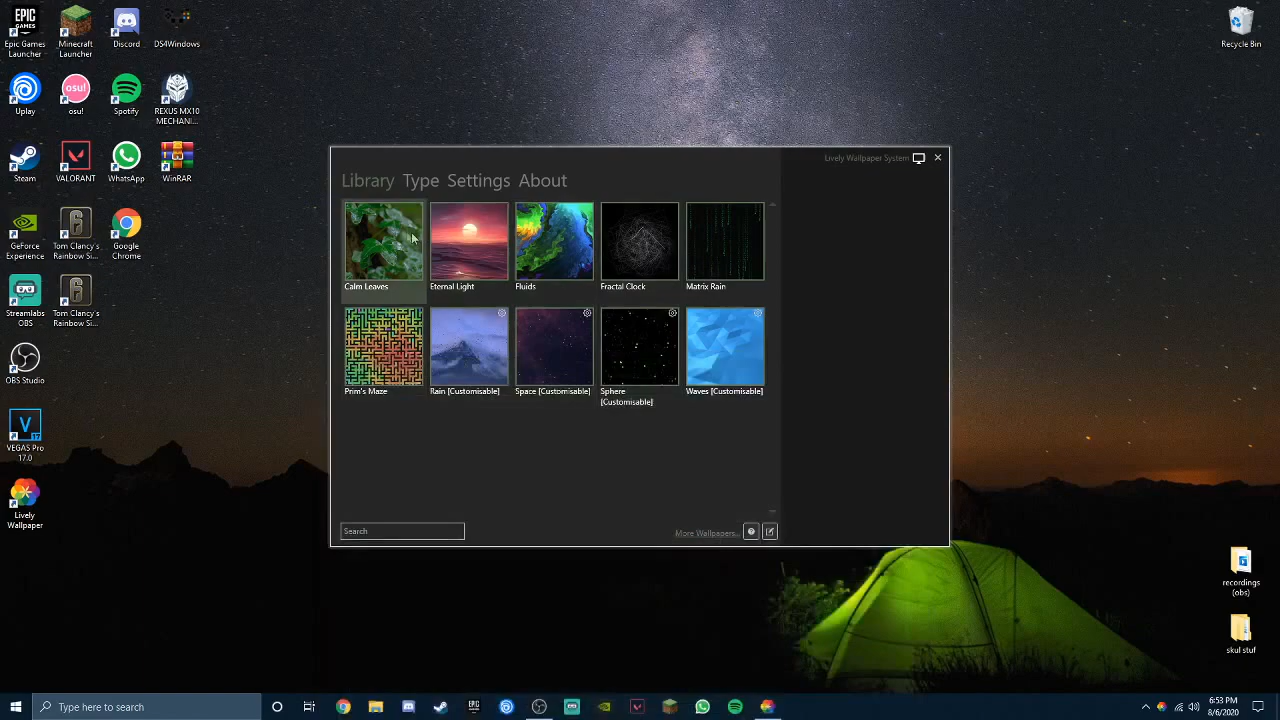 EPIC
GAMES
Epic Games
Launcher
Minecraft
Launcher
Discord
DS4Windows
Recycle Bin
Uplay
osu!
osu!
Spotify
REXUS MX10
MECHANI...
Steam
VALORANT
WhatsApp
WinRAR
GeForce
Experience
Tom Clancy's
Rainbow Si...
Google
Chrome
Streamlabs
OBS
Tom Clancy's
Rainbow Si...
OBS Studio
V
17
VEGAS Pro
17.0
Lively
Wallpaper
Lively Wallpaper System
Library Type Settings About
Calm Leaves
Eternal Light
Fluids
Fractal Clock
Matrix Rain
Prim's Maze
Rain [Customisable]
Space [Customisable]
Sphere
[Customisable]
Waves [Customisable]
Search
More Wallpapers...
recordings
(obs)
skul stuf
Type here to search
6:53 PM
8/6/2020